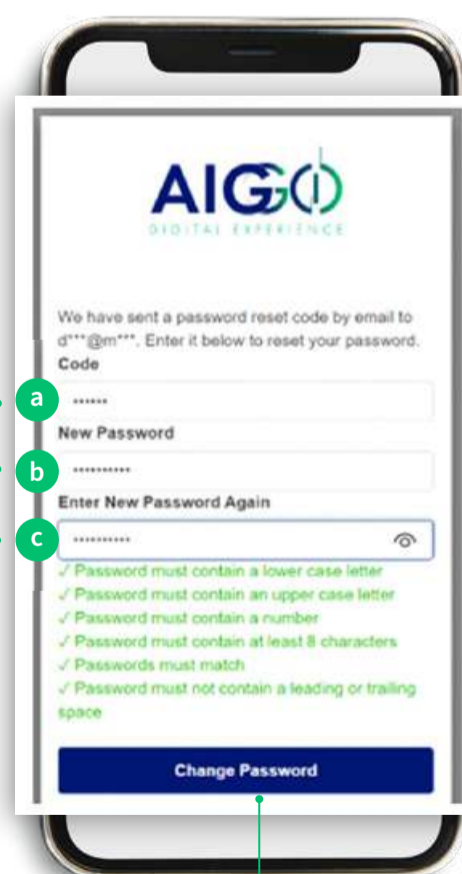 AIGGO
DIGITAL EXPERIENCE
We have sent a password reset code by email to
d***@m***. Enter it below to reset your password.
Code
a
••••••
New Password
b
••••••••••
Enter New Password Again
c
••••••••••
✓ Password must contain a lower case letter
✓ Password must contain an upper case letter
✓ Password must contain a number
✓ Password must contain at least 8 characters
✓ Passwords must match
✓ Password must not contain a leading or trailing
space
Change Password